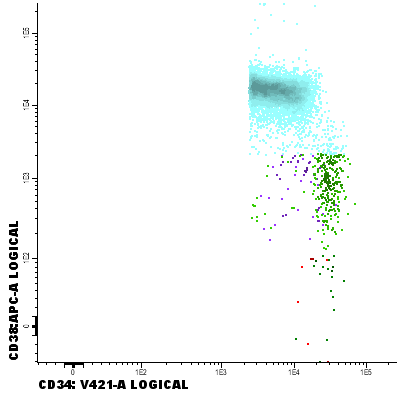 1E5
1E4
1E3
1E2
0
CD38:APC-A LOGICAL
0
1E2
1E3
1E4
1E5
CD34: V421-A LOGICAL